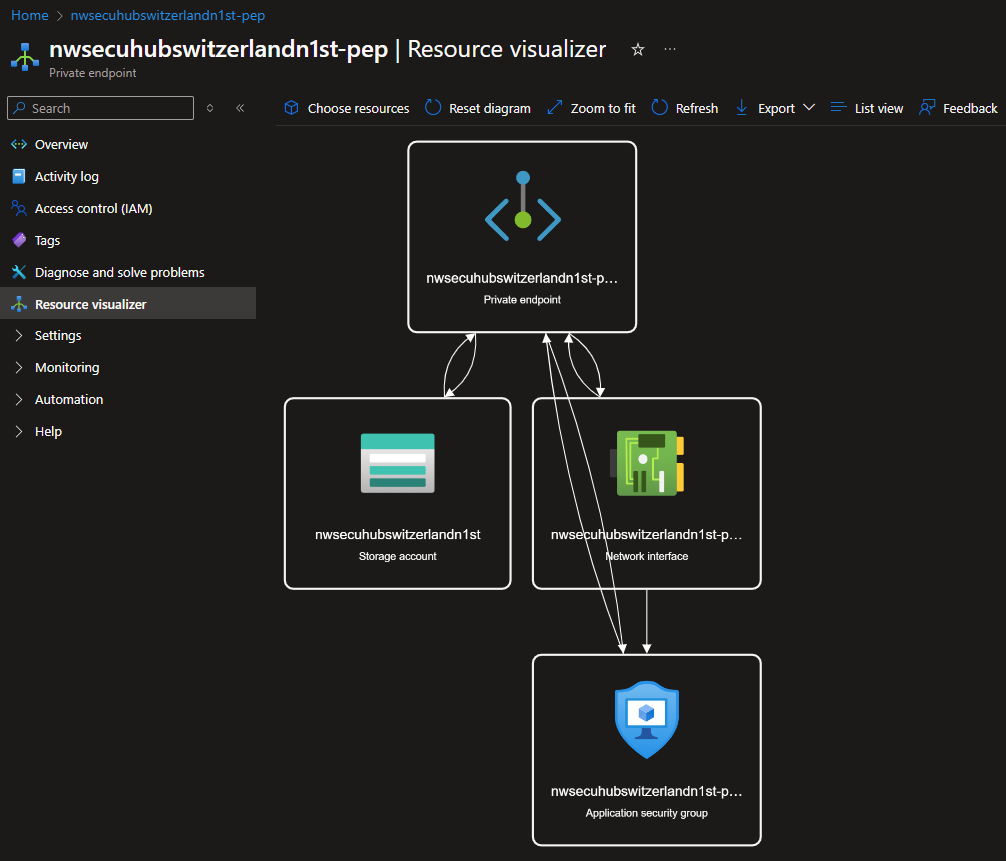 Home > nwsecuhubswitzerlandn1st-pep
nwsecuhubswitzerlandn1st-pep | Resource visualizer
Private endpoint
Search
Choose resources Reset diagram Zoom to fit Refresh Export List view Feedback
Overview
Activity log
Access control (IAM)
Tags
Diagnose and solve problems
Resource visualizer
Settings
Monitoring
Automation
Help
nwsecuhubswitzerlandn1st-p...
Private endpoint
nwsecuhubswitzerlandn1st
Storage account
nwsecuhubswitzerlandn1st-p...
Network interface
nwsecuhubswitzerlandn1st-p...
Application security group